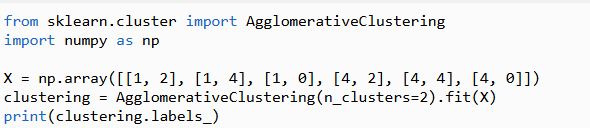 from sklearn.cluster import AgglomerativeClustering
import numpy as np
X = np.array([[1, 2], [1, 4], [1, 0], [4, 2], [4, 4], [4, 0]])
clustering = AgglomerativeClustering(n_clusters=2).fit(X)
print(clustering.labels_)